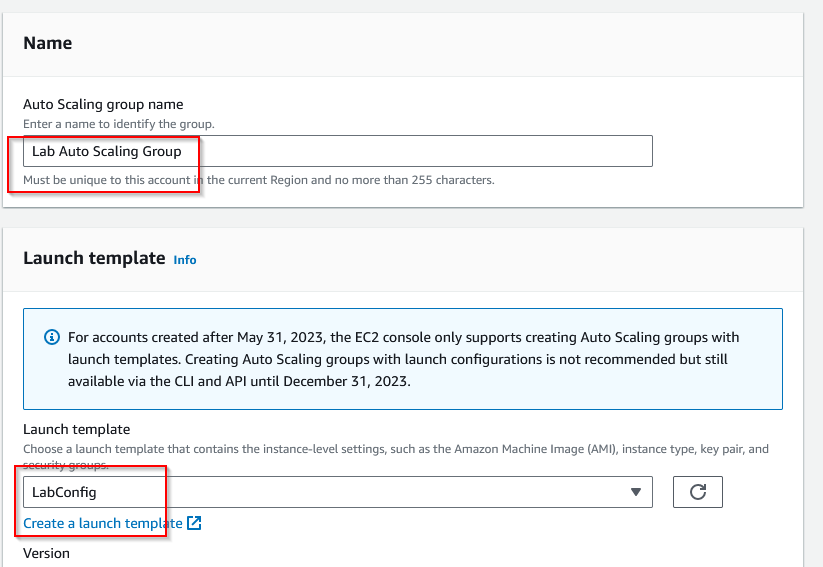 Name
Auto Scaling group name
Enter a name to identify the group.
Lab Auto Scaling Group
Must be unique to this account in the current Region and no more than 255 characters.
Launch template Info
For accounts created after May 31, 2023, the EC2 console only supports creating Auto Scaling groups with
launch templates. Creating Auto Scaling groups with launch configurations is not recommended but still
available via the CLI and API until December 31, 2023.
Launch template
Choose a launch template that contains the instance-level settings, such as the Amazon Machine Image (AMI), instance type, key pair, and
security groups.
LabConfig
Create a launch template
Version